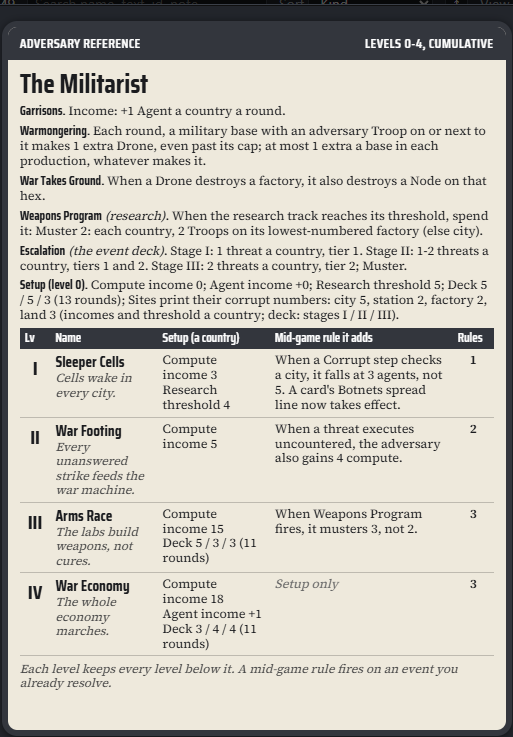 ADVERSARY REFERENCE LEVELS 0-4, CUMULATIVE
The Militarist
Garrisons. Income: +1 Agent a country a round.
Warmongering. Each round, a military base with an adversary Troop on or next to
it makes 1 extra Drone, even past its cap; at most 1 extra a base in each
production, whatever makes it.
War Takes Ground. When a Drone destroys a factory, it also destroys a Node on that
hex.
Weapons Program (research). When the research track reaches its threshold, spend
it: Muster 2: each country, 2 Troops on its lowest-numbered factory (else city).
Escalation (the event deck). Stage I: 1 threat a country, tier 1. Stage II: 1-2 threats a
country, tiers 1 and 2. Stage III: 2 threats a country, tier 2; Muster.
Setup (level 0). Compute income 0; Agent income +0; Research threshold 5; Deck 5
/ 5 / 3 (13 rounds); Sites print their corrupt numbers: city 5, station 2, factory 2,
land 3 (incomes and threshold a country; deck: stages I / II / III).
Lv Name Setup (a country) Mid-game rule it adds Rules
I Sleeper Cells
Cells wake in
every city.
Compute
income 3
Research
threshold 4
When a Corrupt step checks
a city, it falls at 3 agents, not
5. A card's Botnets spread
line now takes effect.
1
II War Footing
Every
unanswered
strike feeds the
war machine.
Compute
income 5
When a threat executes
uncountered, the adversary
also gains 4 compute.
2
III Arms Race
The labs build
weapons, not
cures.
Compute
income 15
Deck 5 / 3 / 3 (11
rounds)
When Weapons Program
fires, it musters 3, not 2.
3
IV War Economy
The whole
economy
marches.
Compute
income 18
Agent income +1
Deck 3 / 4 / 4 (11
rounds)
Setup only
3
Each level keeps every level below it. A mid-game rule fires on an event you
already resolve.